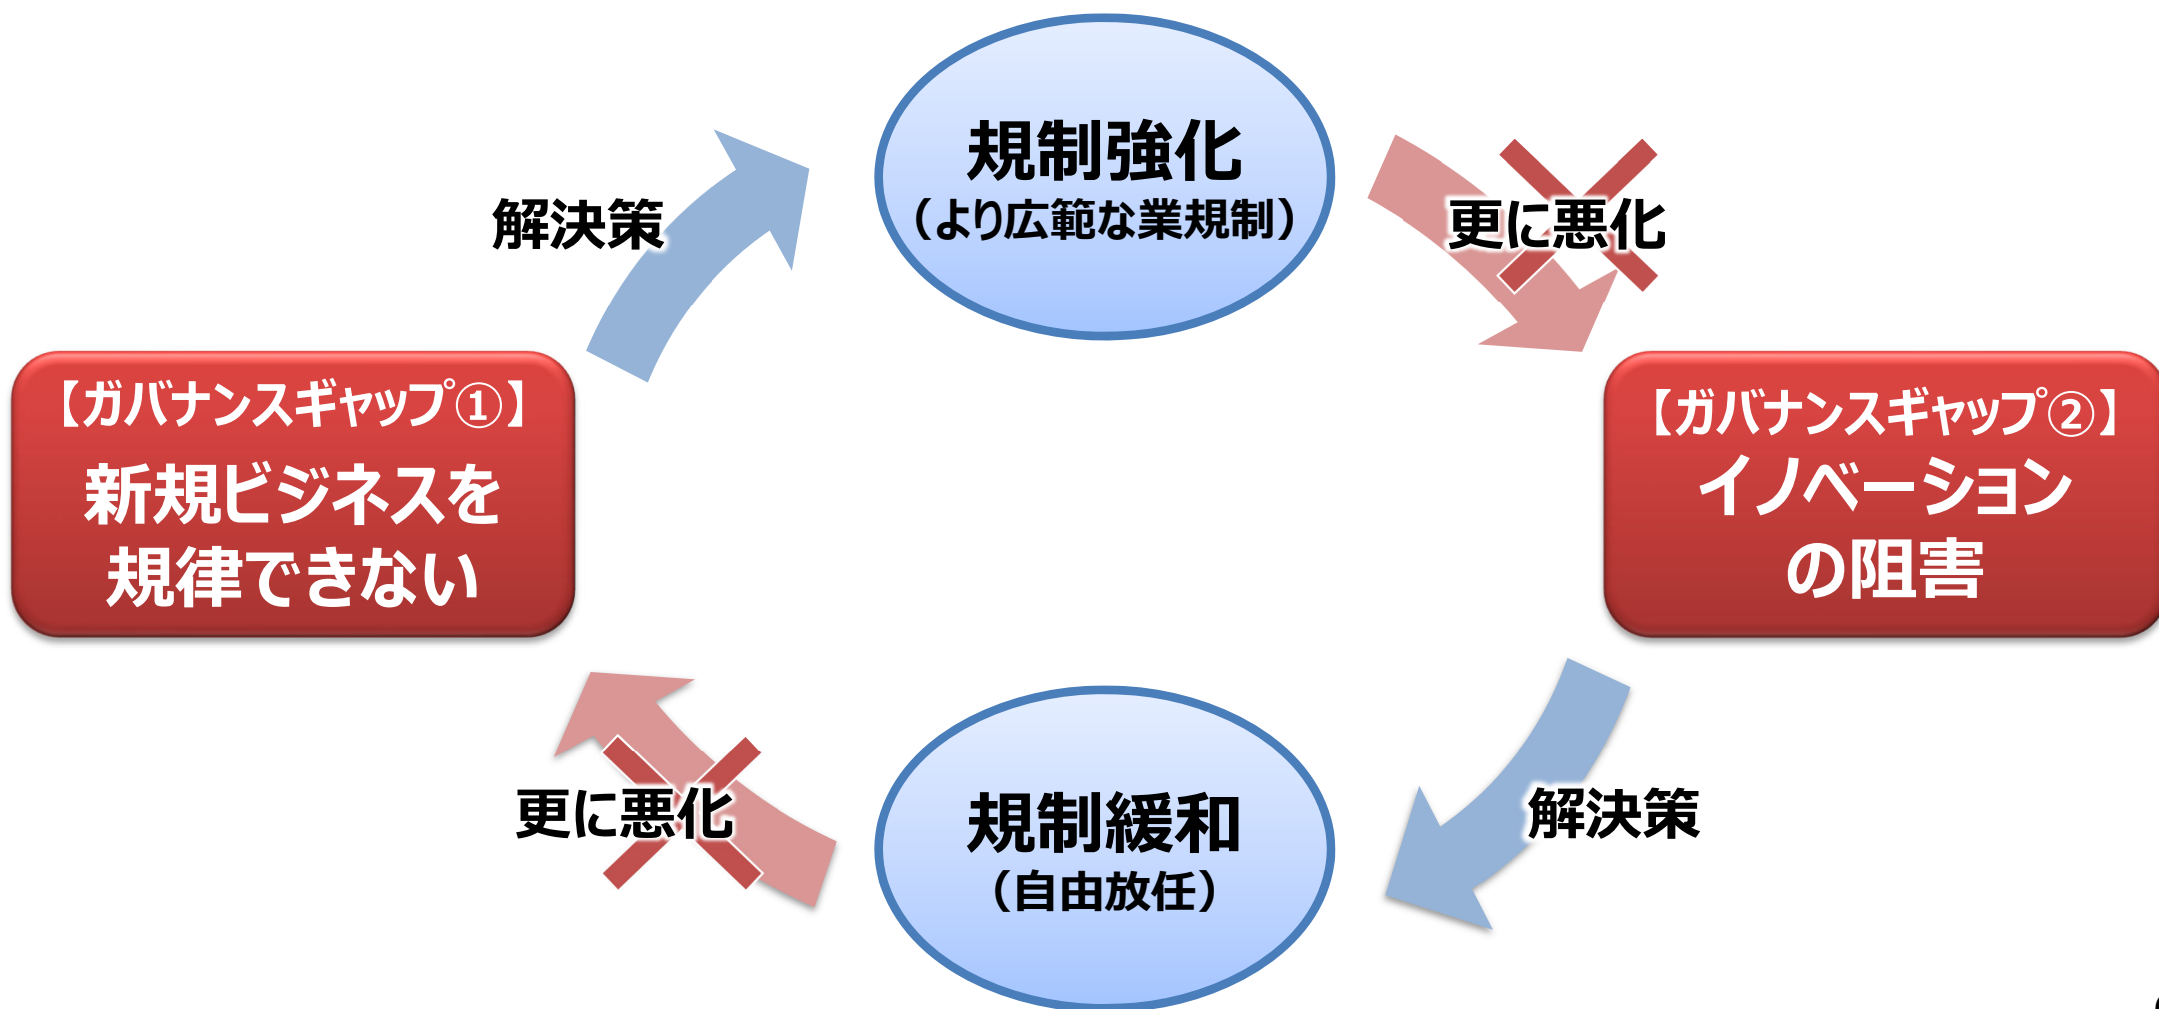 規制強化
（より広範な業規制）
解決策
更に悪化
【ガバナンスギャップ①】
新規ビジネスを
規律できない
【ガバナンスギャップ②】
イノベーション
の阻害
更に悪化
規制緩和
（自由放任）
解決策